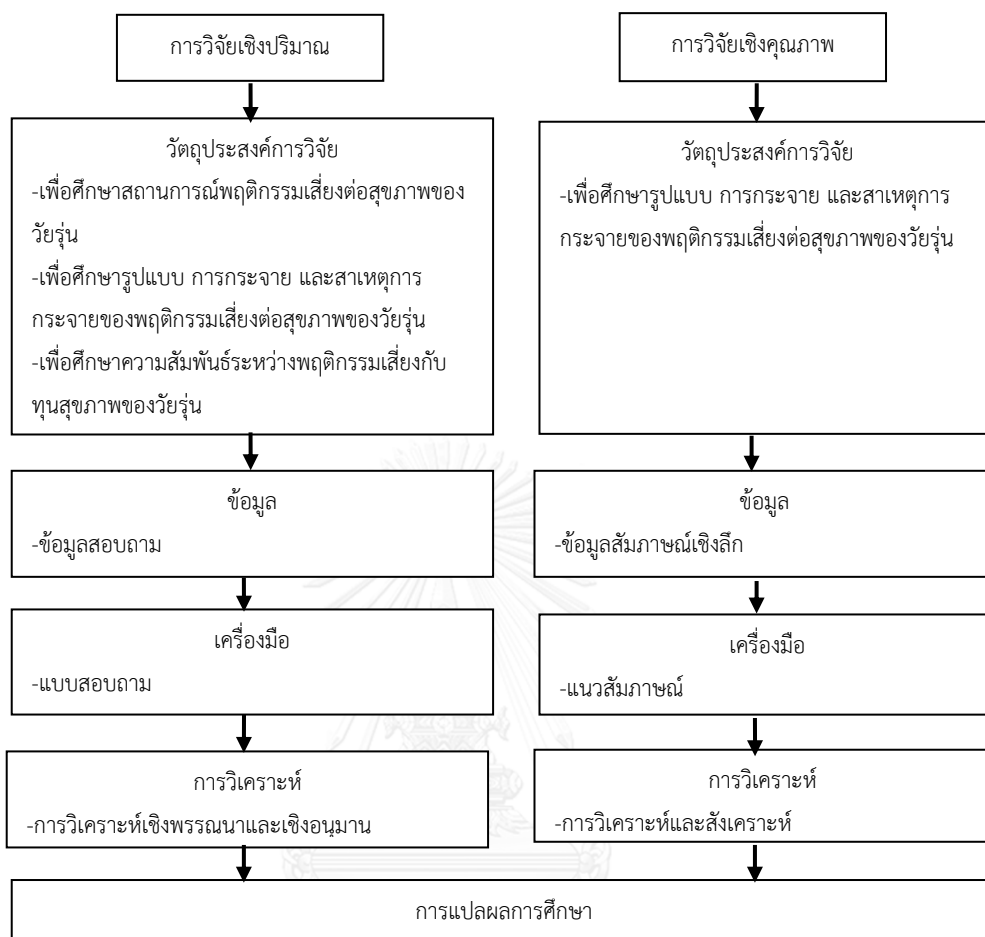 การวิจัยเชิงปริมาณ
การวิจัยเชิงคุณภาพ
วัตถุประสงค์การวิจัย
-เพื่อศึกษาสถานการณ์พฤติกรรมเสี่ยงต่อสุขภาพของ
วัยรุ่น
-เพื่อศึกษารูปแบบ การกระจาย และสาเหตุการ
กระจายของพฤติกรรมเสี่ยงต่อสุขภาพของวัยรุ่น
-เพื่อศึกษาความสัมพันธ์ระหว่างพฤติกรรมเสี่ยงกับ
ทุนสุขภาพของวัยรุ่น
วัตถุประสงค์การวิจัย
-เพื่อศึกษารูปแบบ การกระจาย และสาเหตุการ
กระจายของพฤติกรรมเสี่ยงต่อสุขภาพของวัยรุ่น
ข้อมูล
-ข้อมูลสอบถาม
ข้อมูล
-ข้อมูลสัมภาษณ์เชิงลึก
เครื่องมือ
-แบบสอบถาม
เครื่องมือ
-แนวสัมภาษณ์
การวิเคราะห์
-การวิเคราะห์เชิงพรรณนาและเชิงอนุมาน
การวิเคราะห์
-การวิเคราะห์และสังเคราะห์
การแปลผลการศึกษา